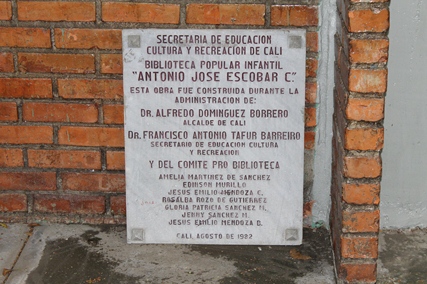 SECRETARIA DE EDUCACION
CULTURA Y RECREACION DE CALI
BIBLIOTECA POPULAR INFANTIL
"ANTONIO JOSE ESCOBAR C."
ESTA OBRA FUE CONSTRUIDA DURANTE LA
ADMINISTRACION DE:
DR. ALFREDO DOMINGUEZ BORRERO
ALCALDE DE CALI
DR. FRANCISCO ANTONIO TAFUR BARREIRO
SECRETARIO DE EDUCACION CULTURA
Y RECREACION
Y DEL COMITE PRO BIBLIOTECA
AMELIA MARTINEZ DE SANCHEZ
EDINSON MURILLO
JESUS EMILIO MENDOZA C.
ROSALBA ROZO DE GUTIERREZ
GLORIA PATRICIA SANCHEZ M.
JERRY SANCHEZ M.
JESUS EMILIO MENDOZA B.
CALI, AGOSTO DE 1982